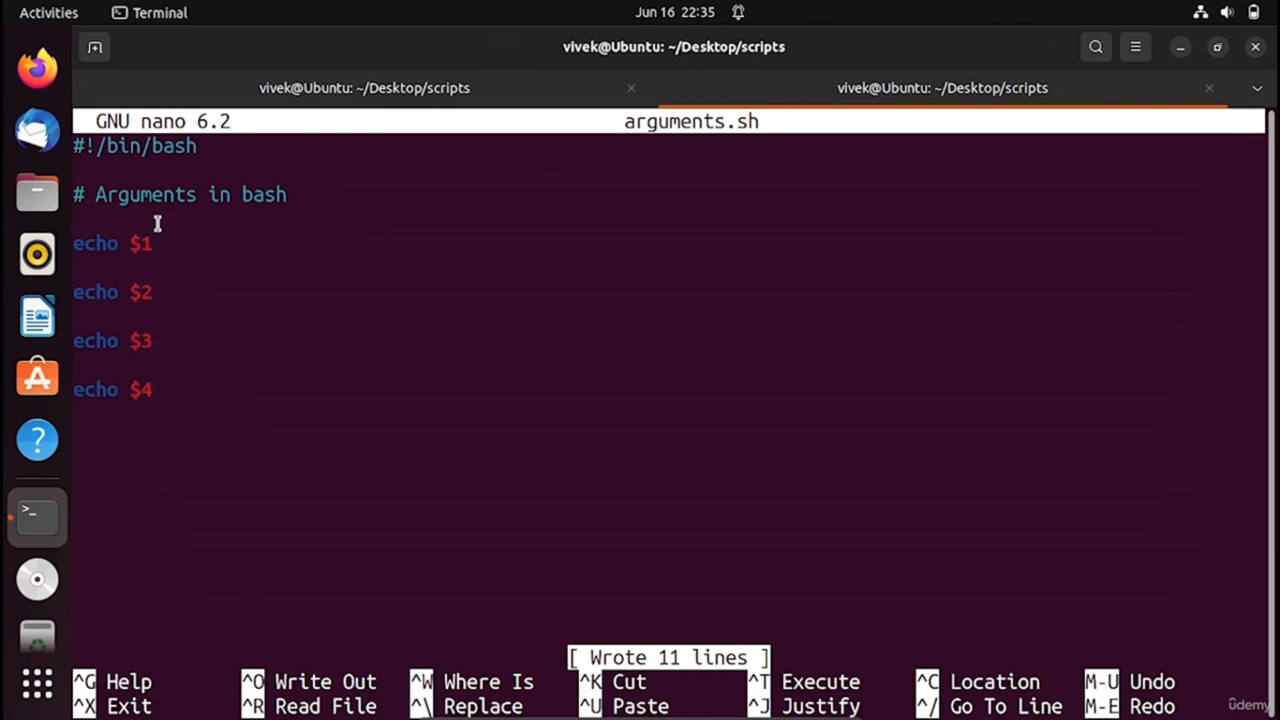 Activities Terminal Jun 16 22:35
vivek@Ubuntu: ~/Desktop/scripts
vivek@Ubuntu: ~/Desktop/scripts vivek@Ubuntu: ~/Desktop/scripts
GNU nano 6.2 arguments.sh
#!/bin/bash
# Arguments in bash
echo $1
echo $2
echo $3
echo $4
[ Wrote 11 lines ]
^G Help ^O Write Out ^W Where Is ^K Cut ^T Execute ^C Location M-U Undo
^X Exit ^R Read File ^\ Replace ^U Paste ^J Justify ^/ Go To Line M-E Redo
udemy